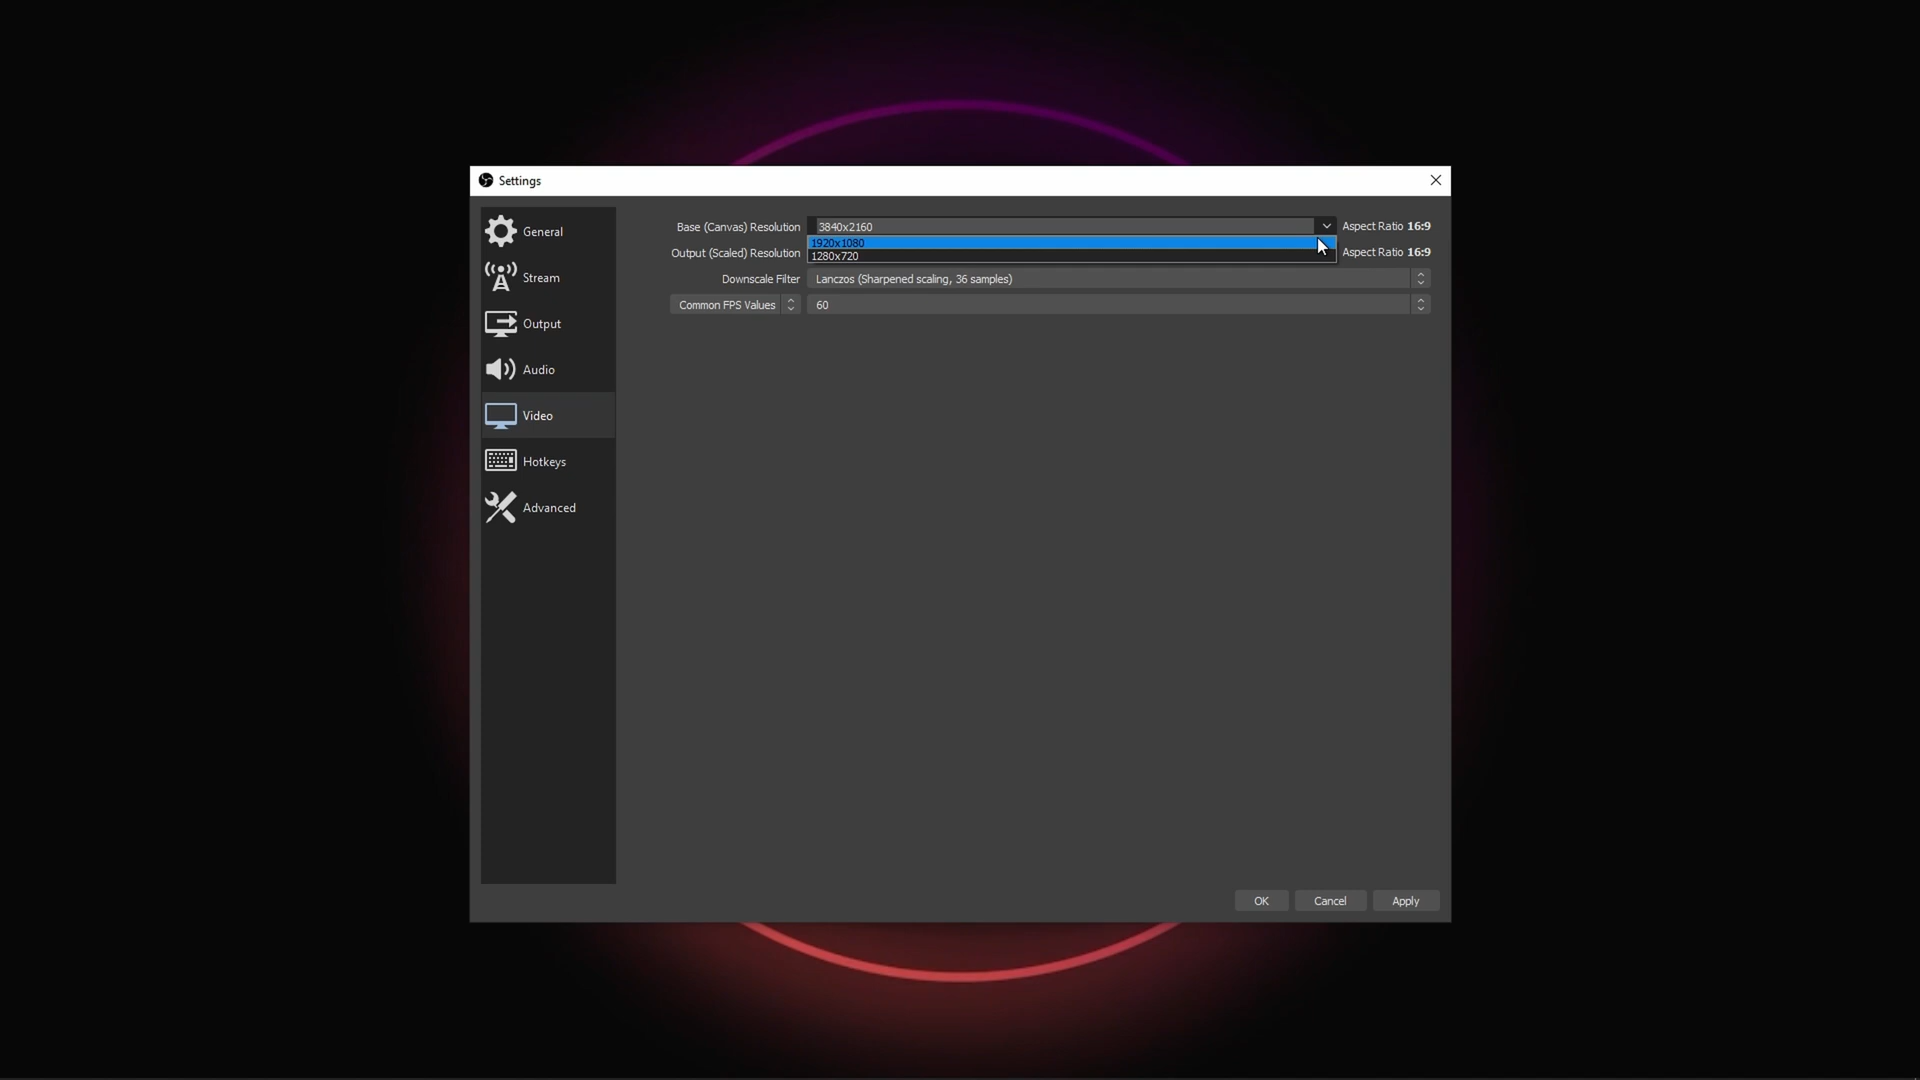 Settings
General
Stream
Output
Audio
Video
Hotkeys
Advanced
Base (Canvas) Resolution 3840x2160 Aspect Ratio 16:9
1920x1080
1280x720
Output (Scaled) Resolution Aspect Ratio 16:9
Downscale Filter Lanczos (Sharpened scaling, 36 samples)
Common FPS Values 60
OK Cancel Apply